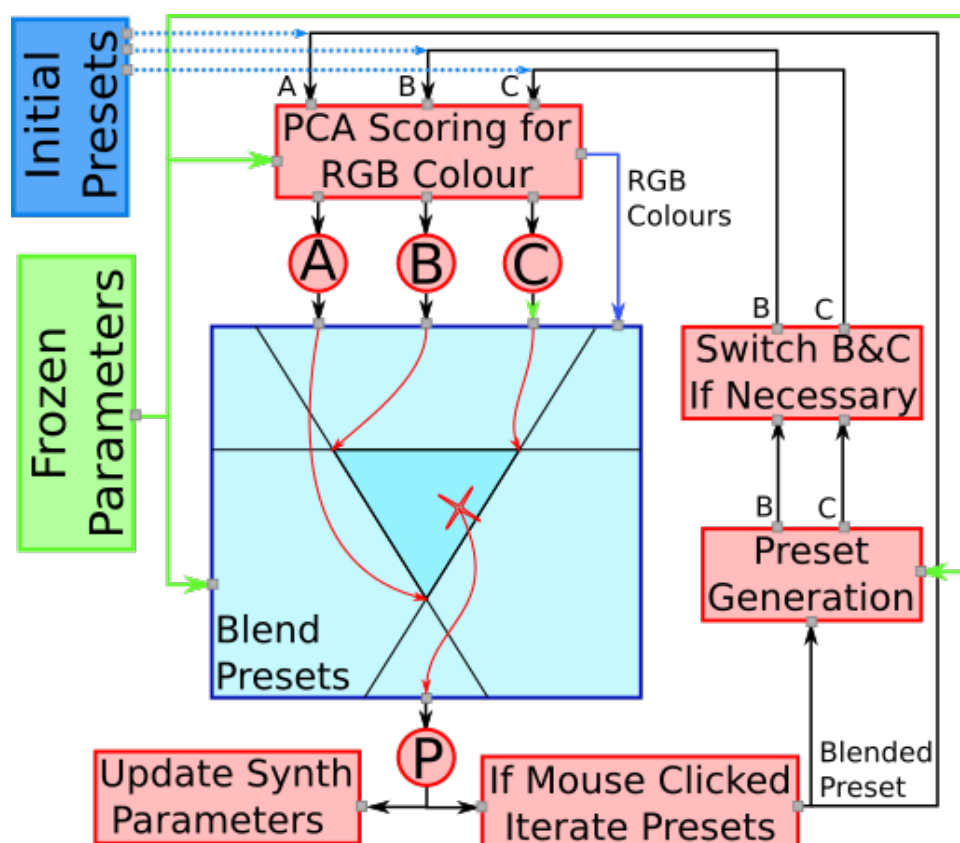 Initial
Presets
A
B
C
PCA Scoring for
RGB Colour
RGB
Colours
A
B
C
Frozen
Parameters
B
C
Switch B&C
If Necessary
B
C
Preset
Generation
Blend
Presets
P
Blended
Preset
Update Synth
Parameters
If Mouse Clicked
Iterate Presets